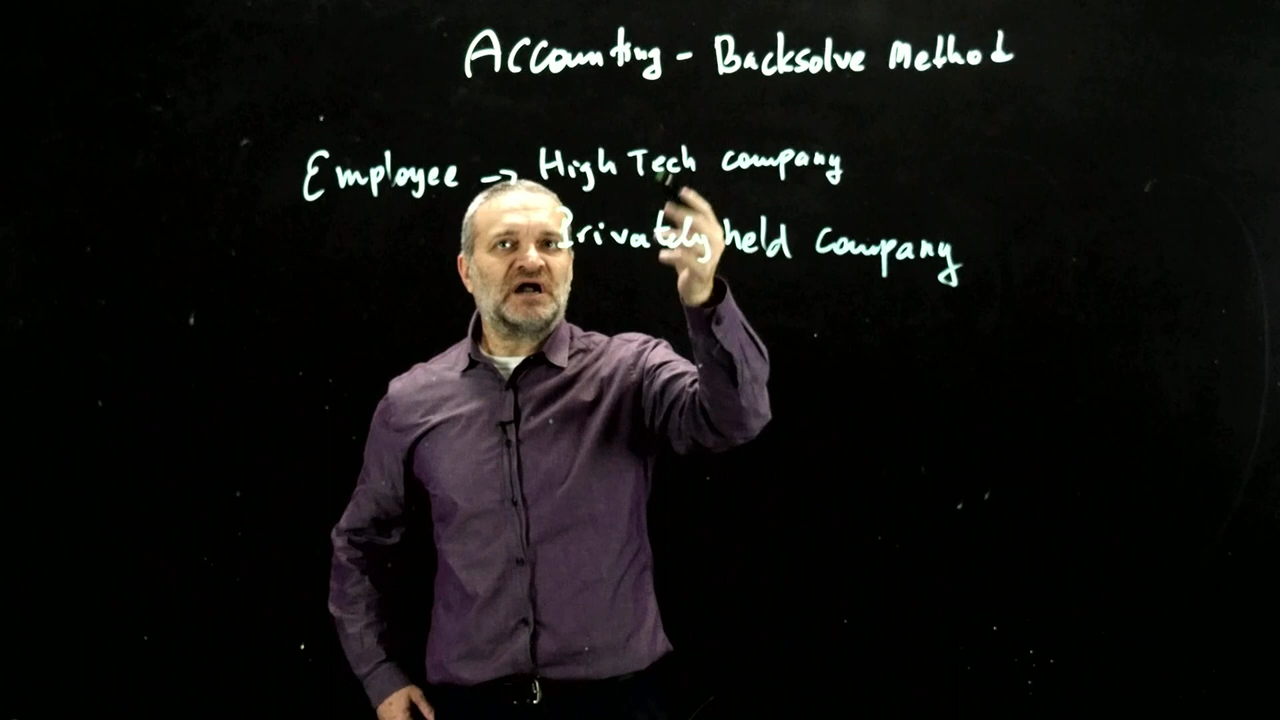 Accounting - Backsolve Method
Employee → High Tech company
Privately held company